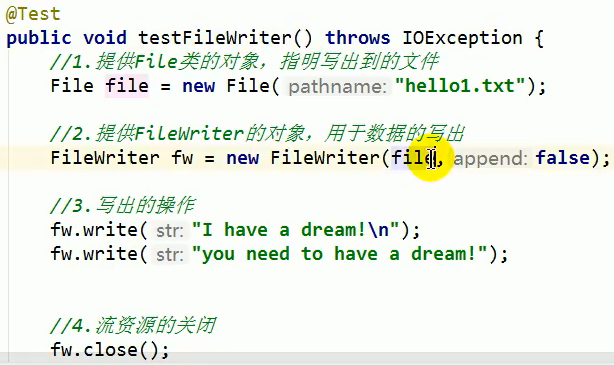 @Test
public void testFileWriter() throws IOException {
//1.提供File类的对象，指明写出到的文件
File file = new File( pathname: "hello1.txt");
//2.提供FileWriter的对象，用于数据的写出
FileWriter fw = new FileWriter(file, append: false);
//3.写出的操作
fw.write( str: "I have a dream!\n");
fw.write( str: "you need to have a dream!");
//4.流资源的关闭
fw.close();